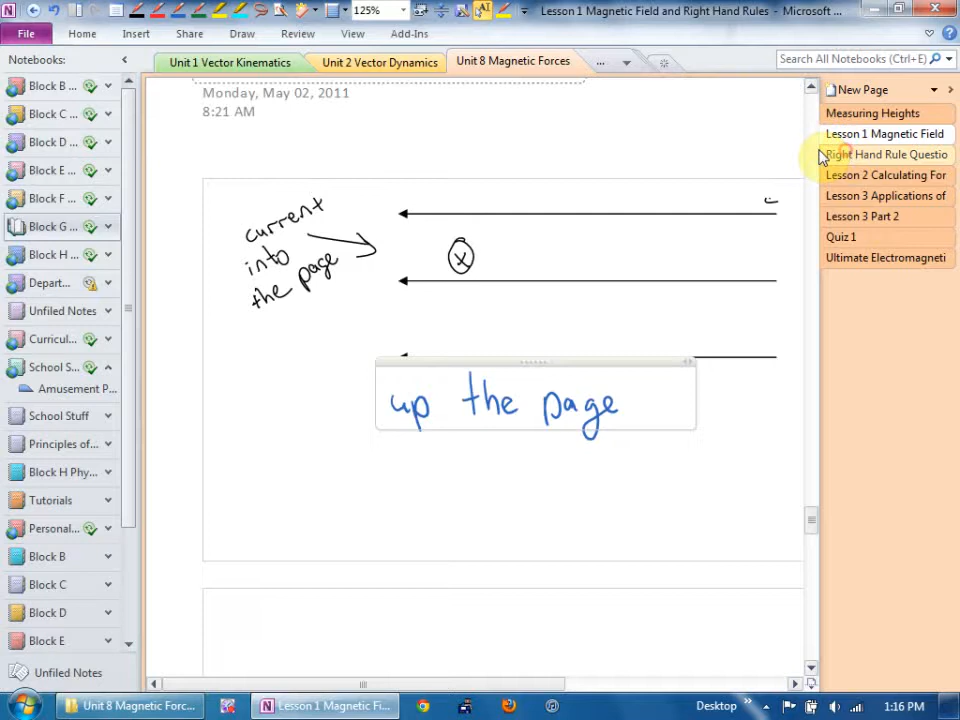 125%
Lesson 1 Magnetic Field and Right Hand Rules - Microsoft ...
File Home Insert Share Draw Review View Add-Ins
Notebooks:
Unit 1 Vector Kinematics
Unit 2 Vector Dynamics
Unit 8 Magnetic Forces
...
Search All Notebooks (Ctrl+E)
Block B ...
Block C ...
Block D ...
Block E ...
Block F ...
Block G ...
Block H ...
Depart...
Unfiled Notes
Curricul...
School S...
Amusement P...
School Stuff
Principles of...
Block H Phy...
Tutorials
Personal...
Block B
Block C
Block D
Block E
Unfiled Notes
Monday, May 02, 2011
8:21 AM
current
into
the page
x
up the page
New Page
Measuring Heights
Lesson 1 Magnetic Field
Right Hand Rule Questio
Lesson 2 Calculating For
Lesson 3 Applications of
Lesson 3 Part 2
Quiz 1
Ultimate Electromagneti
Unit 8 Magnetic Forc...
Lesson 1 Magnetic Fi...
Desktop
1:16 PM